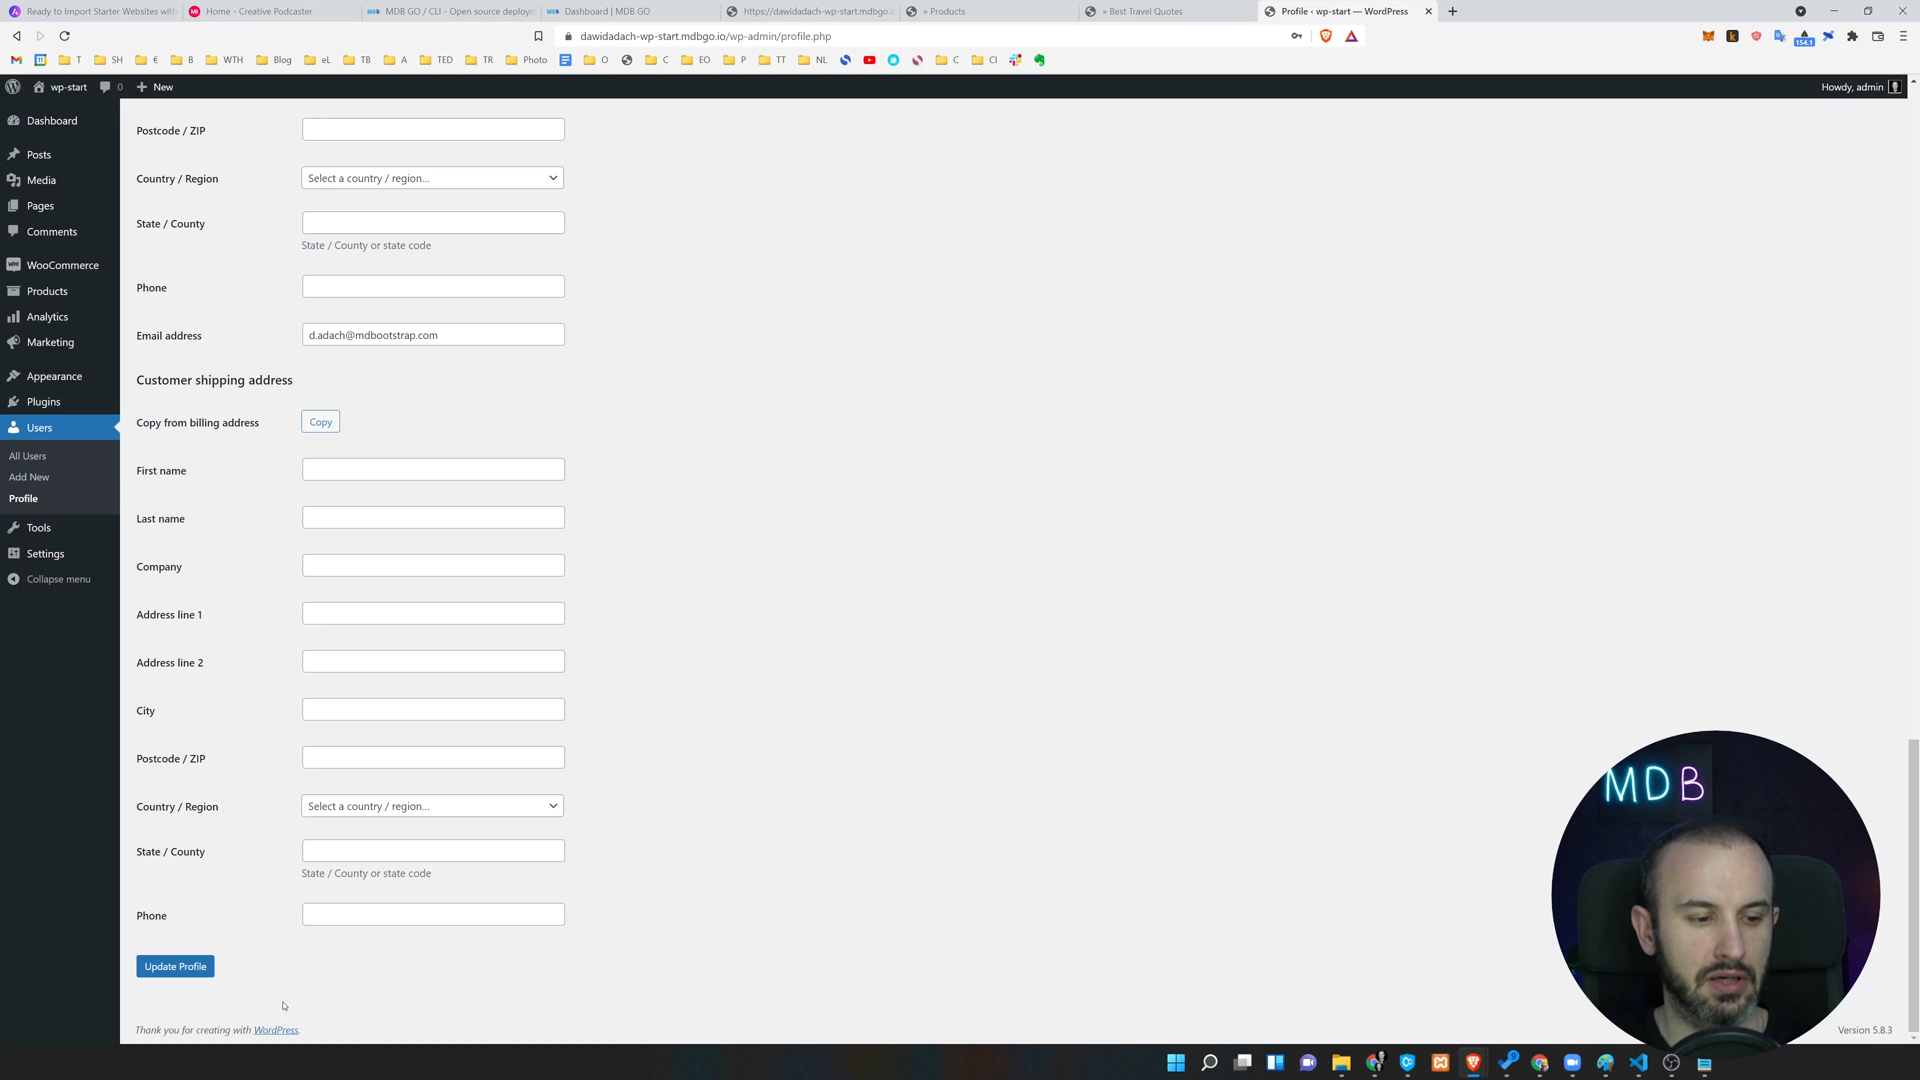 Ready to Import Starter Websites with
Home - Creative Podcaster
MDB GO / CLI - Open source deploym
Dashboard | MDB GO
https://dawidadach-wp-start.mdbgo.io
» Products
» Best Travel Quotes
Profile ‹ wp-start — WordPress
dawidadach-wp-start.mdbgo.io/wp-admin/profile.php
154.1
T
SH
€
B
WTH
Blog
eL
TB
A
TED
TR
Photo
O
C
EO
P
TT
NL
C
CI
wp-start
0
New
Howdy, admin
Dashboard
Posts
Media
Pages
Comments
WooCommerce
Products
Analytics
Marketing
Appearance
Plugins
Users
All Users
Add New
Profile
Tools
Settings
Collapse menu
Postcode / ZIP
Country / Region
Select a country / region...
State / County
State / County or state code
Phone
Email address
d.adach@mdbootstrap.com
Customer shipping address
Copy from billing address
Copy
First name
Last name
Company
Address line 1
Address line 2
City
Postcode / ZIP
Country / Region
Select a country / region...
State / County
State / County or state code
Phone
Update Profile
Thank you for creating with WordPress.
Version 5.8.3
MDB